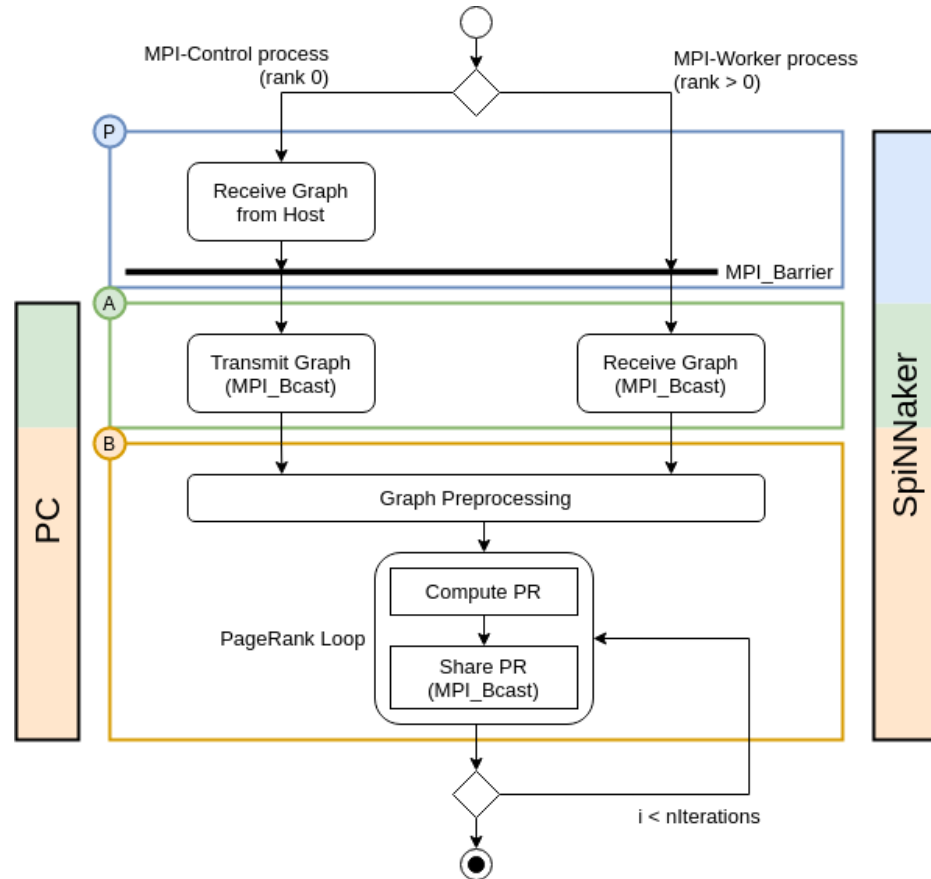 MPI-Control process
(rank 0)
MPI-Worker process
(rank > 0)
P
Receive Graph
from Host
MPI_Barrier
A
Transmit Graph
(MPI_Bcast)
Receive Graph
(MPI_Bcast)
B
Graph Preprocessing
PC
SpiNNaker
Compute PR
PageRank Loop
Share PR
(MPI_Bcast)
i < nIterations